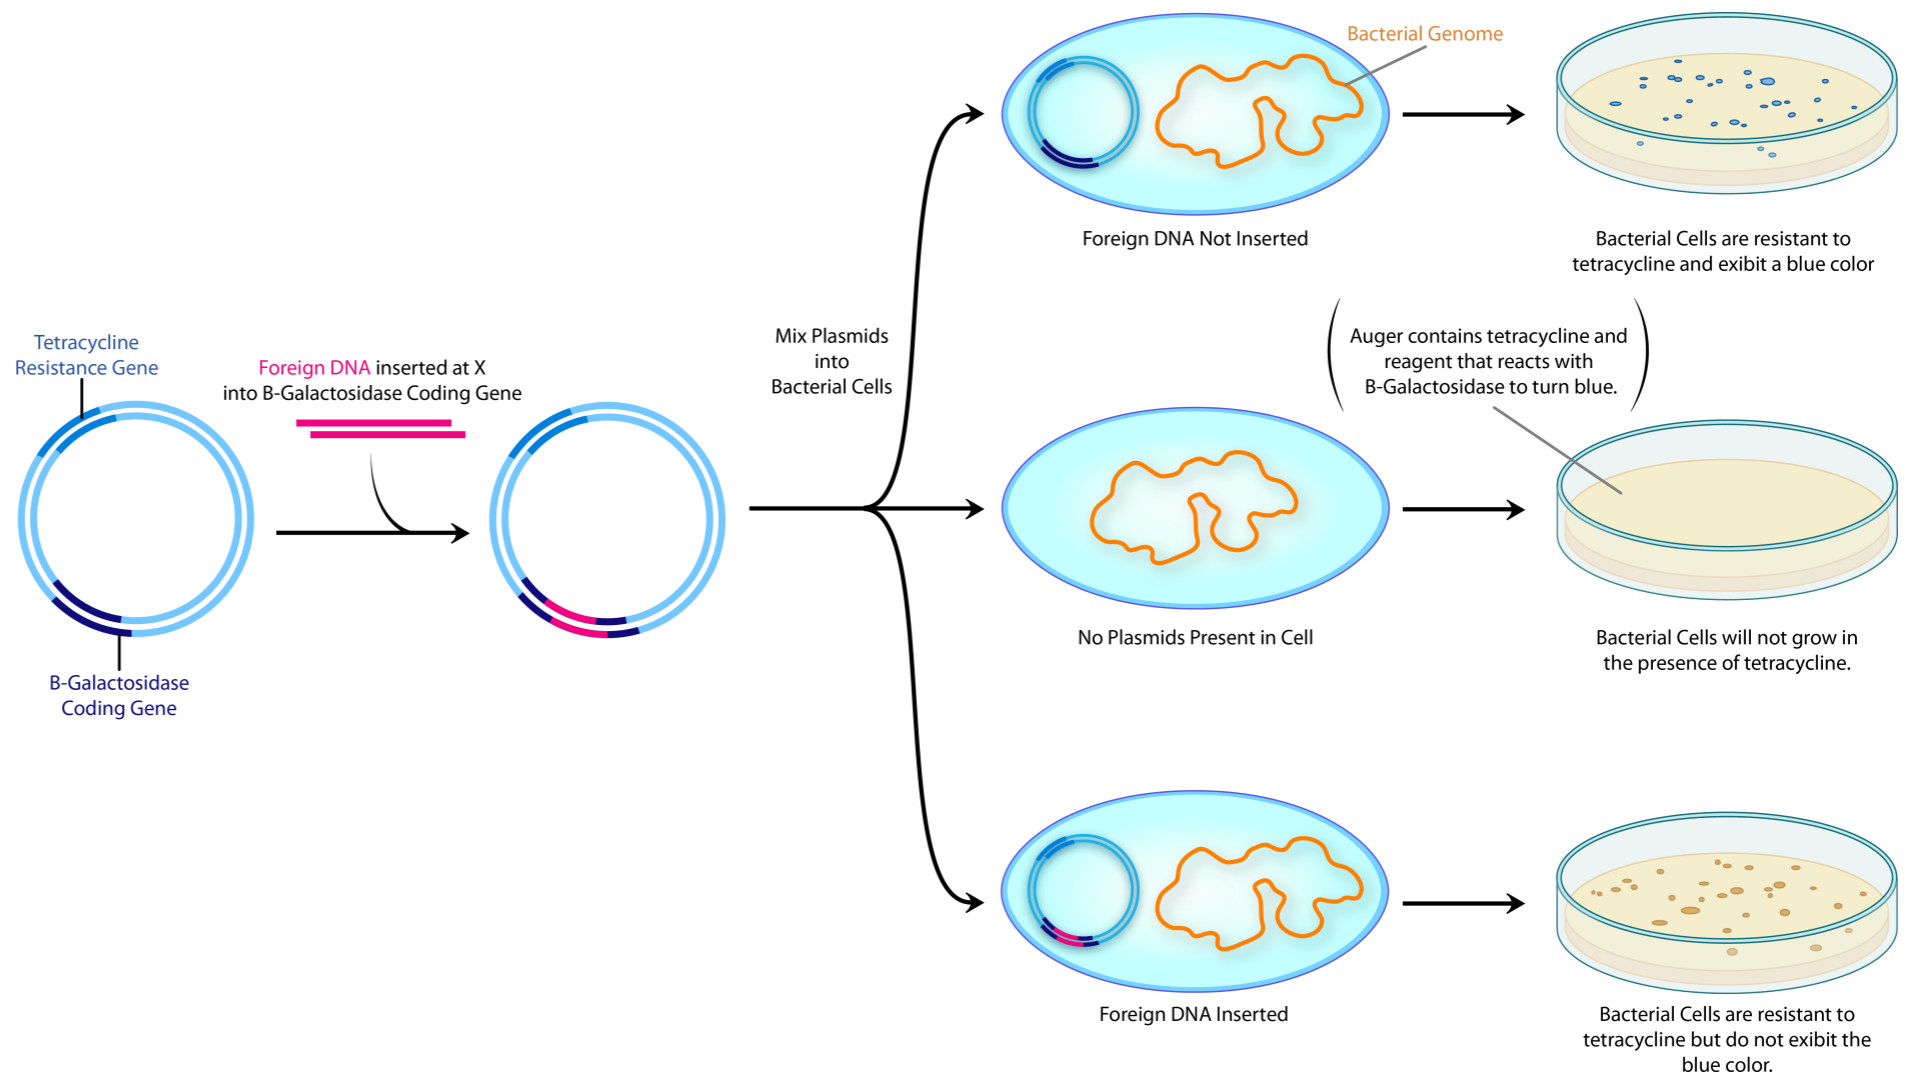 Tetracycline
Resistance Gene
B-Galactosidase
Coding Gene
Foreign DNA inserted at X
into B-Galactosidase Coding Gene
Mix Plasmids
into
Bacterial Cells
Bacterial Genome
Foreign DNA Not Inserted
Bacterial Cells are resistant to
tetracycline and exibit a blue color
Auger contains tetracycline and
reagent that reacts with
B-Galactosidase to turn blue.
No Plasmids Present in Cell
Bacterial Cells will not grow in
the presence of tetracycline.
Foreign DNA Inserted
Bacterial Cells are resistant to
tetracycline but do not exibit the
blue color.